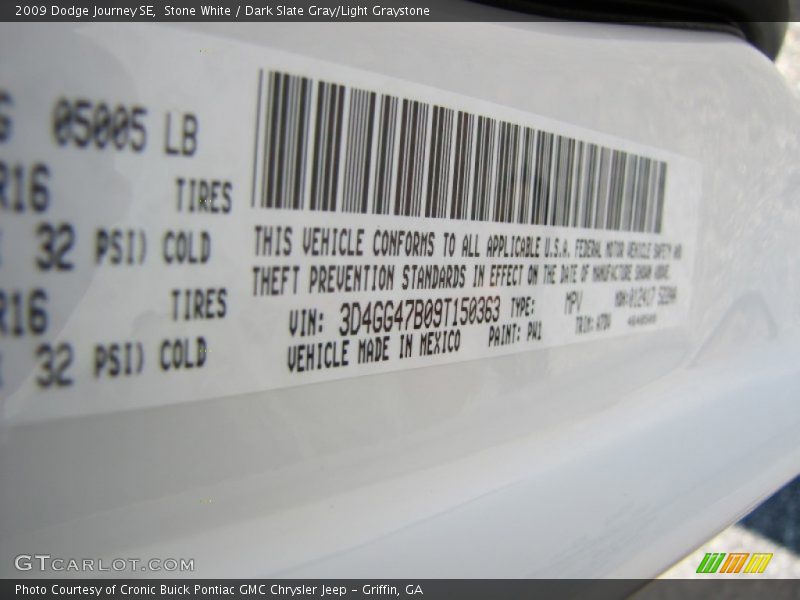 2009 Dodge Journey SE, Stone White / Dark Slate Gray/Light Graystone
05005 LB
R16 TIRES
32 PSI) COLD
R16 TIRES
32 PSI) COLD
THIS VEHICLE CONFORMS TO ALL APPLICABLE U.S.A. FEDERAL MOTOR VEHICLE SAFETY AND
THEFT PREVENTION STANDARDS IN EFFECT ON THE DATE OF MANUFACTURE SHOWN ABOVE.
VIN: 3D4GG47B09T150363 TYPE: MPV
VEHICLE MADE IN MEXICO PAINT: PW1 TRIM:
GTCARLOT.COM
Photo Courtesy of Cronic Buick Pontiac GMC Chrysler Jeep - Griffin, GA